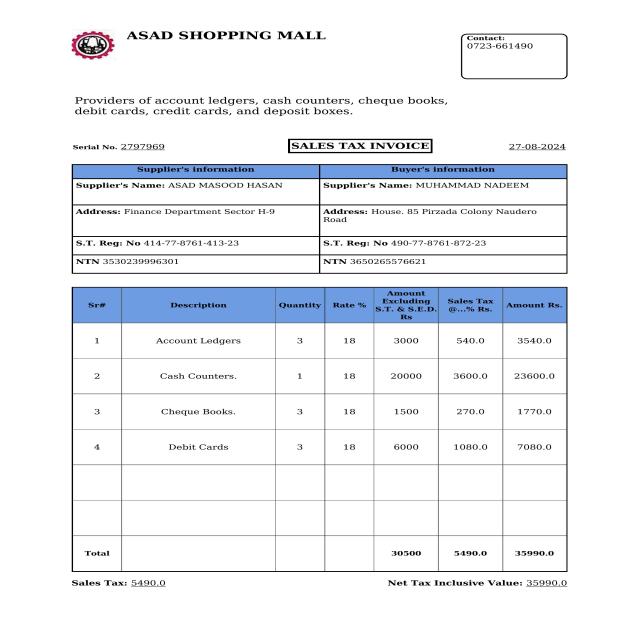 ASAD SHOPPING MALL
Contact:
0723-661490
Providers of account ledgers, cash counters, cheque books,
debit cards, credit cards, and deposit boxes.
Serial No. 2797969 SALES TAX INVOICE 27-08-2024
Supplier's information Buyer's information
Supplier's Name: ASAD MASOOD HASAN Supplier's Name: MUHAMMAD NADEEM
Address: Finance Department Sector H-9 Address: House. 85 Pirzada Colony Naudero
Road
S.T. Reg: No 414-77-8761-413-23 S.T. Reg: No 490-77-8761-872-23
NTN 3530239996301 NTN 3650265576621
Sr# Description Quantity Rate % Amount Excluding S.T. & S.E.D. Rs Sales Tax @...% Rs. Amount Rs.
1 Account Ledgers 3 18 3000 540.0 3540.0
2 Cash Counters. 1 18 20000 3600.0 23600.0
3 Cheque Books. 3 18 1500 270.0 1770.0
4 Debit Cards 3 18 6000 1080.0 7080.0
Total 30500 5490.0 35990.0
Sales Tax: 5490.0 Net Tax Inclusive Value: 35990.0